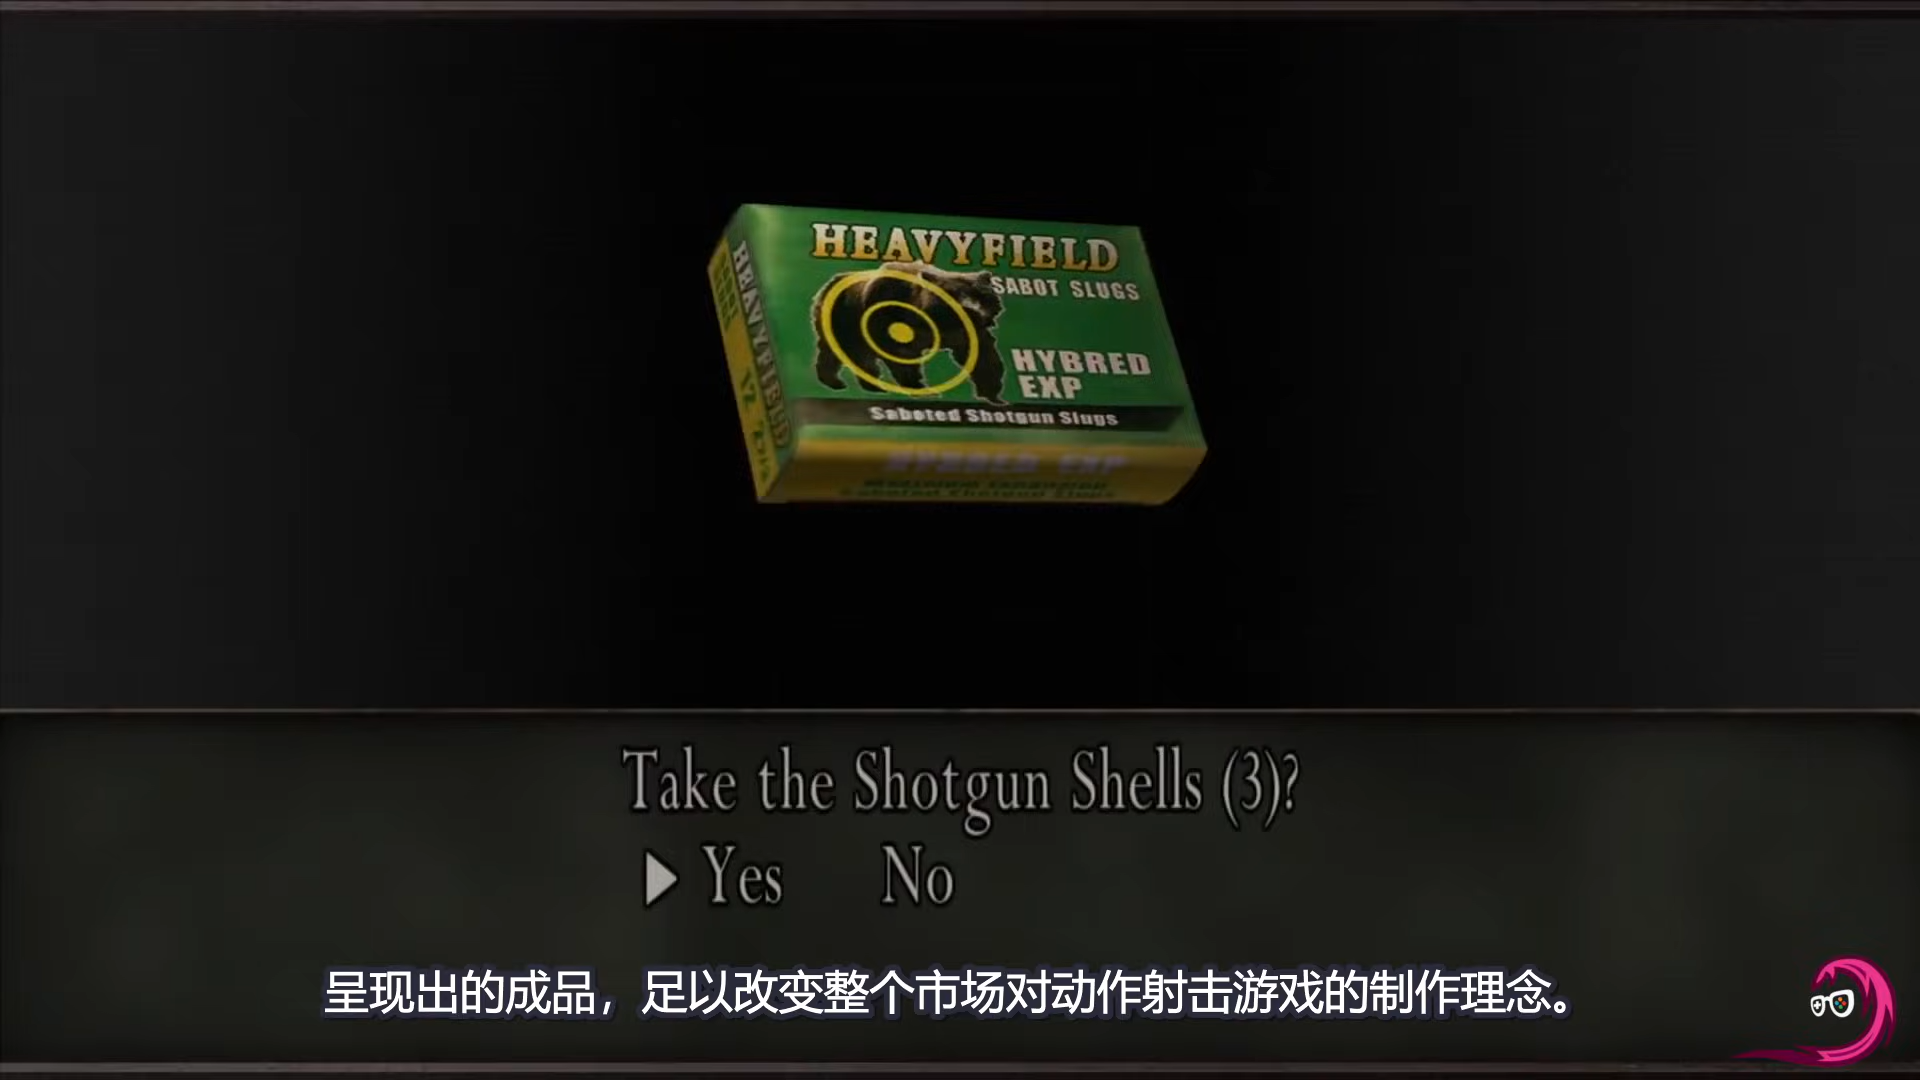 HEAVYFIELD
SABOT SLUGS
HYBRED
EXP
Saboted Shotgun Slugs
HEAVYFIELD
Take the Shotgun Shells (3)?
Yes No
呈现出的成品，足以改变整个市场对动作射击游戏的制作理念。